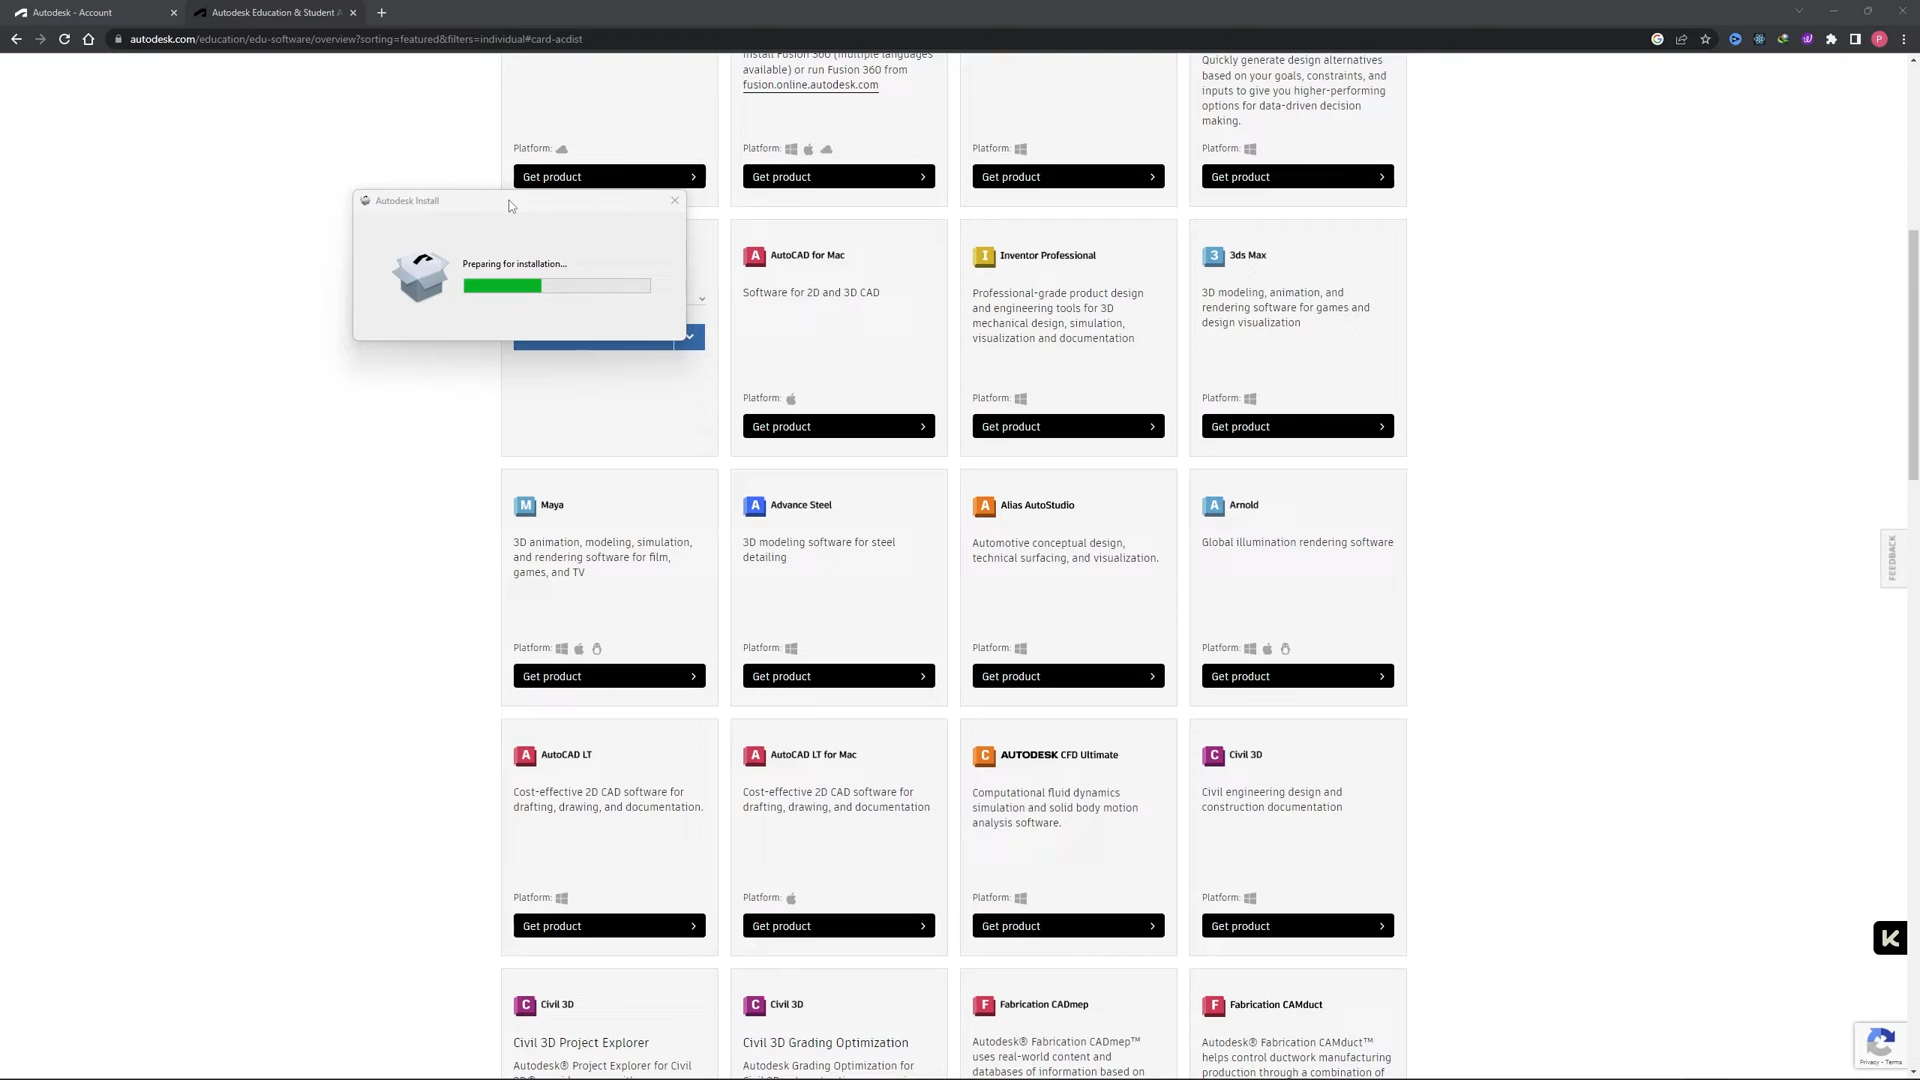 Autodesk - Account
Autodesk Education & Student A
autodesk.com/education/edu-software/overview?sorting=featured&filters=individual#card-acdist
P
install Fusion 360 (multiple languages
available) or run Fusion 360 from
fusion.online.autodesk.com
Quickly generate design alternatives
based on your goals, constraints, and
inputs to give you higher-performing
options for data-driven decision
making.
Platform:
Platform:
Platform:
Platform:
Get product
Get product
Get product
Get product
Autodesk Install
Preparing for installation...
A AutoCAD for Mac
Software for 2D and 3D CAD
Platform:
Get product
I Inventor Professional
Professional-grade product design
and engineering tools for 3D
mechanical design, simulation,
visualization and documentation
Platform:
Get product
3 3ds Max
3D modeling, animation, and
rendering software for games and
design visualization
Platform:
Get product
M Maya
3D animation, modeling, simulation,
and rendering software for film,
games, and TV
Platform:
Get product
A Advance Steel
3D modeling software for steel
detailing
Platform:
Get product
A Alias AutoStudio
Automotive conceptual design,
technical surfacing, and visualization.
Platform:
Get product
A Arnold
Global illumination rendering software
Platform:
Get product
FEEDBACK
A AutoCAD LT
Cost-effective 2D CAD software for
drafting, drawing, and documentation.
Platform:
Get product
A AutoCAD LT for Mac
Cost-effective 2D CAD software for
drafting, drawing, and documentation
Platform:
Get product
C AUTODESK CFD Ultimate
Computational fluid dynamics
simulation and solid body motion
analysis software.
Platform:
Get product
C Civil 3D
Civil engineering design and
construction documentation
Platform:
Get product
K
C Civil 3D
Civil 3D Project Explorer
Autodesk® Project Explorer for Civil
C Civil 3D
Civil 3D Grading Optimization
Autodesk Grading Optimization for
F Fabrication CADmep
Autodesk® Fabrication CADmep™
uses real-world content and
databases of information based on
F Fabrication CAMduct
Autodesk® Fabrication CAMduct™
helps control ductwork manufacturing
production through a combination of
Privacy - Terms